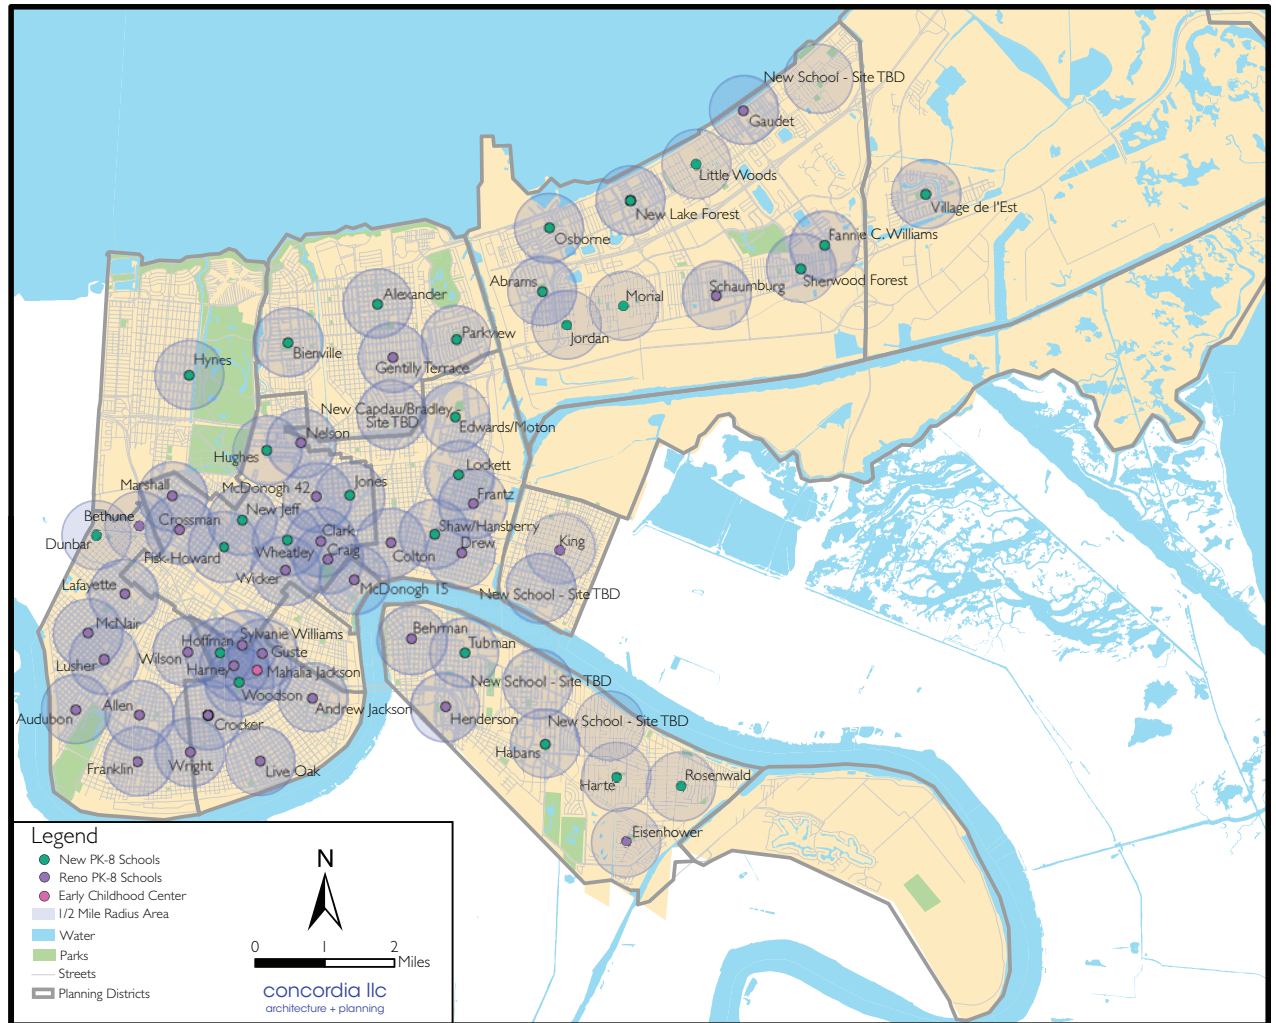 New School - Site TBD
Gaudet
Little Woods
Village de l'Est
New Lake Forest
Fannie C. Williams
Osborne
Sherwood Forest
Abrams
Schaumburg
Monal
Alexander
Jordan
Parkview
Bienville
Hynes
Gentilly Terrace
New Capdau/Bradley -
Site TBD
Edwards/Moton
Nelson
Hughes
Lockett
Marshall
McDonogh 42
Jones
Frantz
Bethune
Crossman
New Jeff
Shaw/Hansberry
Clark
Dunbar
Drew
King
Fisk-Howard
Wheatley
Craig
Colton
Wicker
Lafayette
McDonogh 15
New School - Site TBD
McNair
Behrman
Sylvanie Williams
Hoffman
Tubman
Guste
Wilson
Lusher
Harney
Mahalia Jackson
New School - Site TBD
Woodson
Allen
Andrew Jackson
Audubon
Henderson
New School - Site TBD
Crocker
Habans
Franklin
Wright
Live Oak
Harte
Rosenwald
Eisenhower
Legend
New PK-8 Schools
Reno PK-8 Schools
Early Childhood Center
1/2 Mile Radius Area
Water
Parks
Streets
Planning Districts
N
0 1 2
Miles
concordia llc
architecture + planning